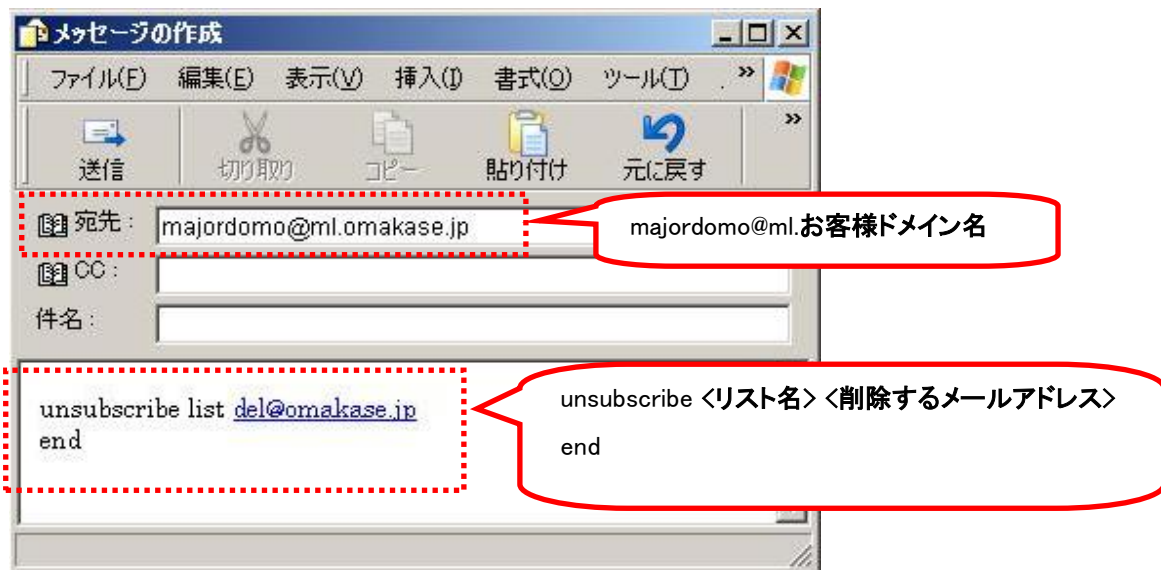 メッセージの作成
ファイル(F) 編集(E) 表示(V) 挿入(I) 書式(O) ツール(T) . »
送信 切り取り コピー 貼り付け 元に戻す »
宛先: majordomo@ml.omakase.jp
majordomo@ml.お客様ドメイン名
CC:
件名:
unsubscribe list del@omakase.jp
end
unsubscribe <リスト名> <削除するメールアドレス>
end